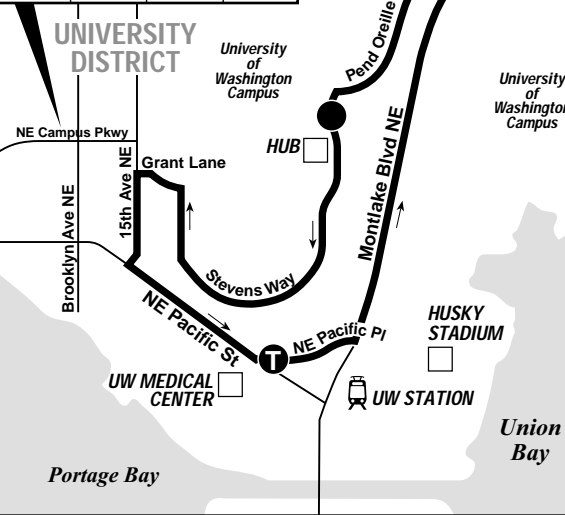 UNIVERSITY
DISTRICT
University
of
Washington
Campus
Pend Oreille
University
of
Washington
Campus
NE Campus Pkwy
HUB
Grant Lane
15th Ave NE
Brooklyn Ave NE
Montlake Blvd NE
Stevens Way
NE Pacific St
NE Pacific Pl
T
HUSKY
STADIUM
UW MEDICAL
CENTER
UW STATION
Union
Bay
Portage Bay